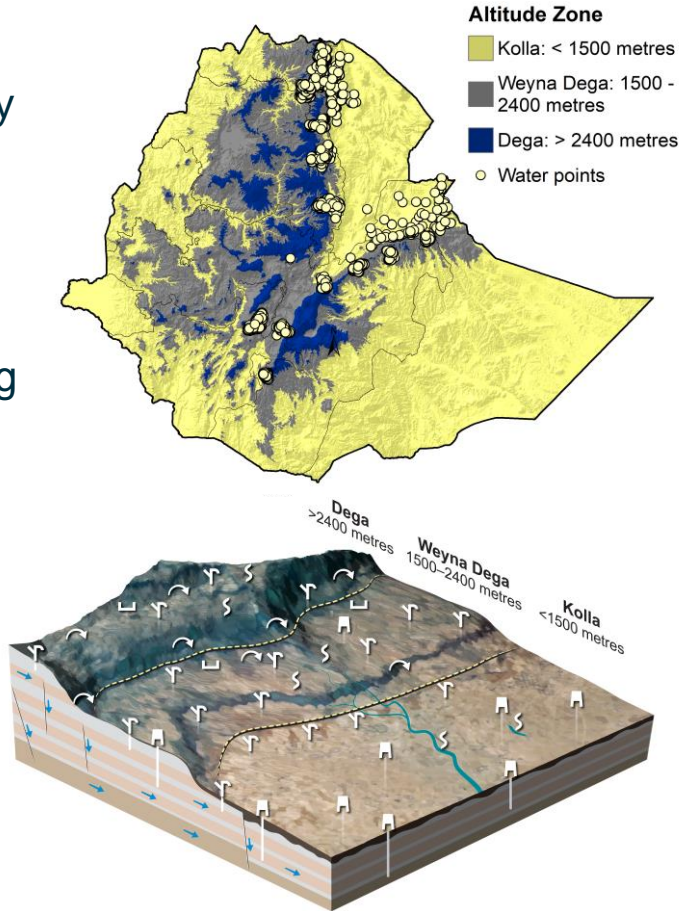 y
g
Altitude Zone
Kolla: < 1500 metres
Weyna Dega: 1500 -
2400 metres
Dega: > 2400 metres
Water points
Dega
>2400 metres
Weyna Dega
1500–2400 metres
Kolla
<1500 metres